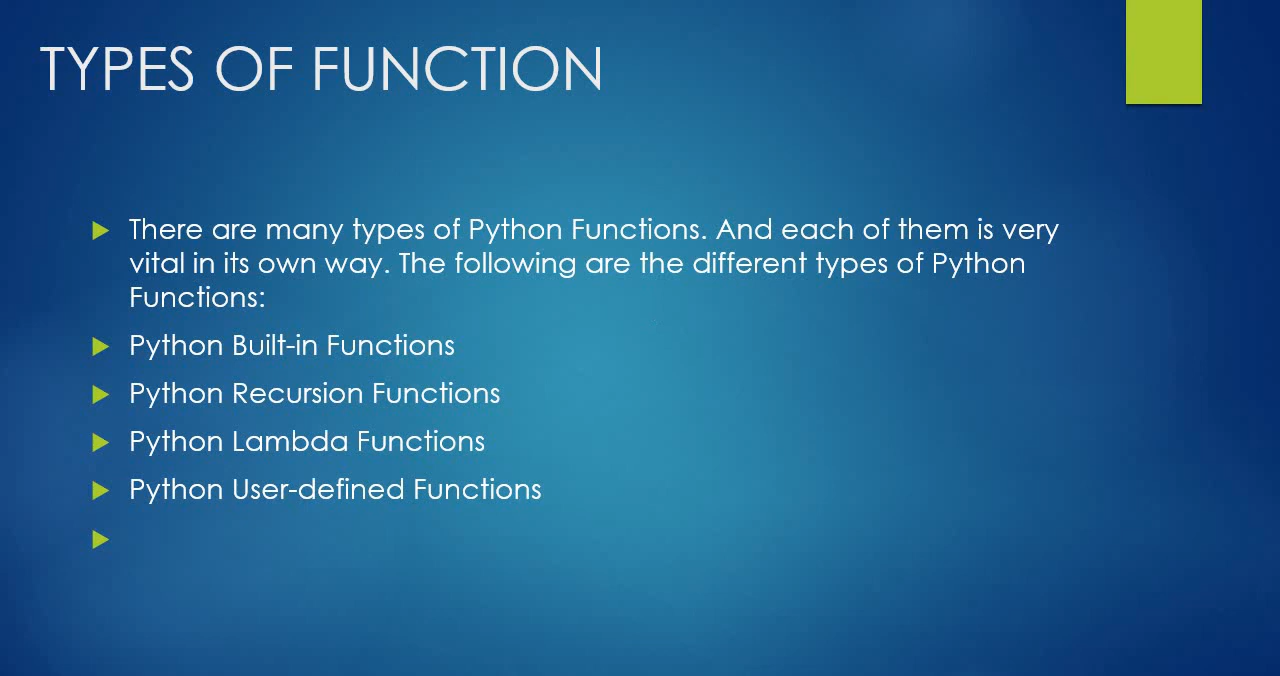 TYPES OF FUNCTION
There are many types of Python Functions. And each of them is very
vital in its own way. The following are the different types of Python
Functions:
Python Built-in Functions
Python Recursion Functions
Python Lambda Functions
Python User-defined Functions